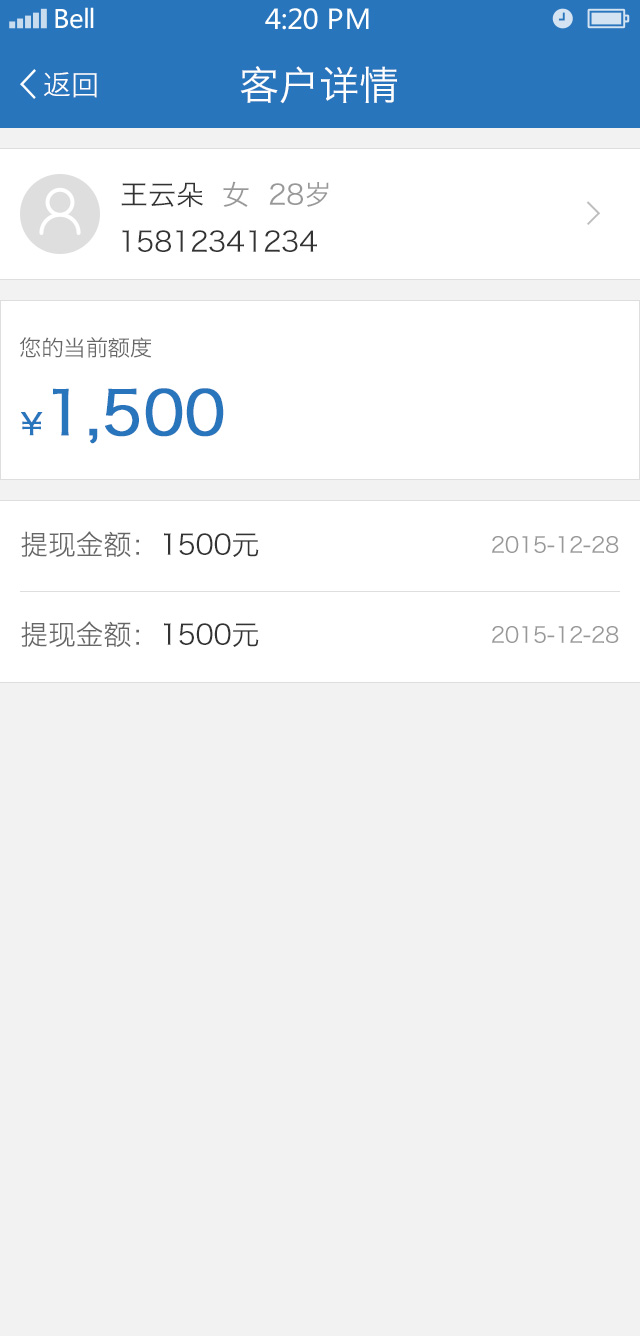 Bell 4:20 PM
返回 客户详情
王云朵 女 28岁
15812341234
您的当前额度
¥1,500
提现金额：1500元 2015-12-28
提现金额：1500元 2015-12-28